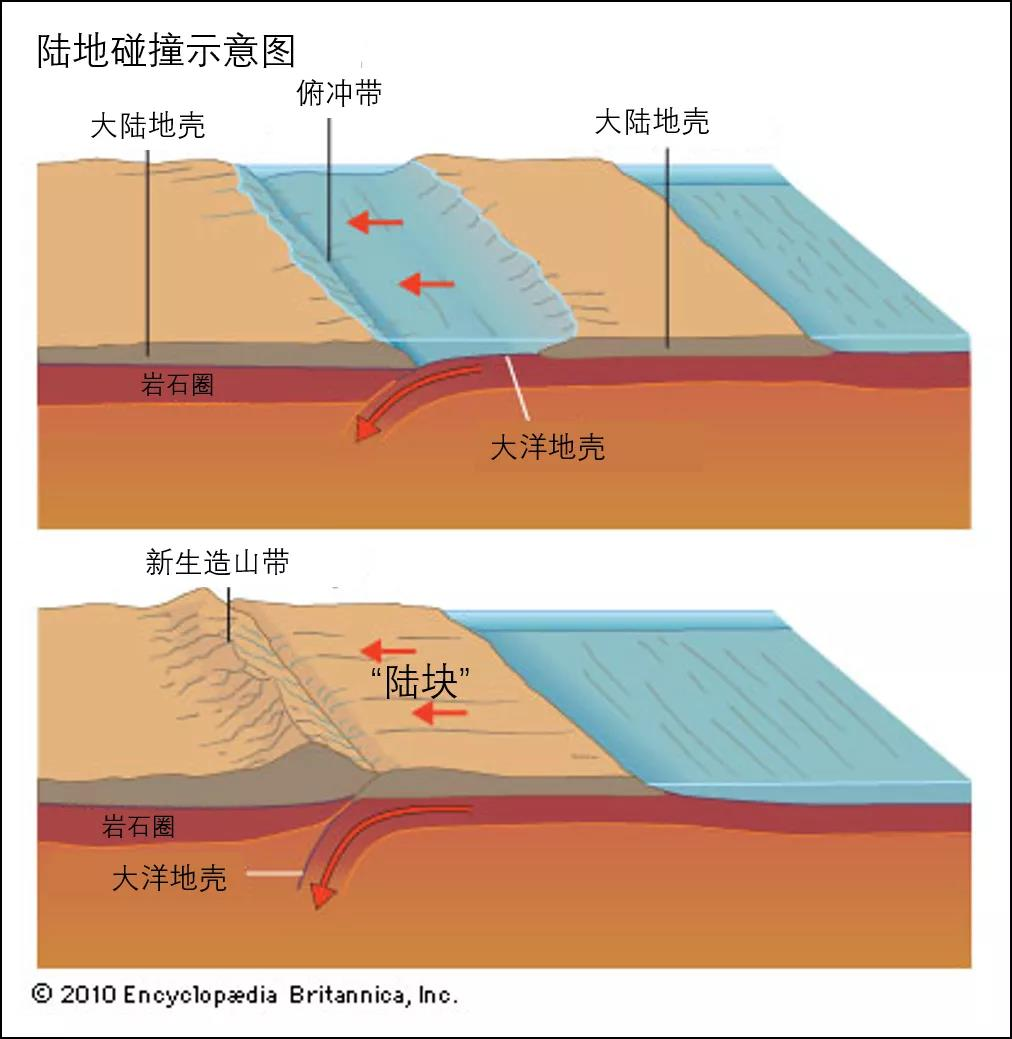 陆地碰撞示意图
俯冲带
大陆地壳
大陆地壳
岩石圈
大洋地壳
新生造山带
“陆块”
岩石圈
大洋地壳
© 2010 Encyclopædia Britannica, Inc.